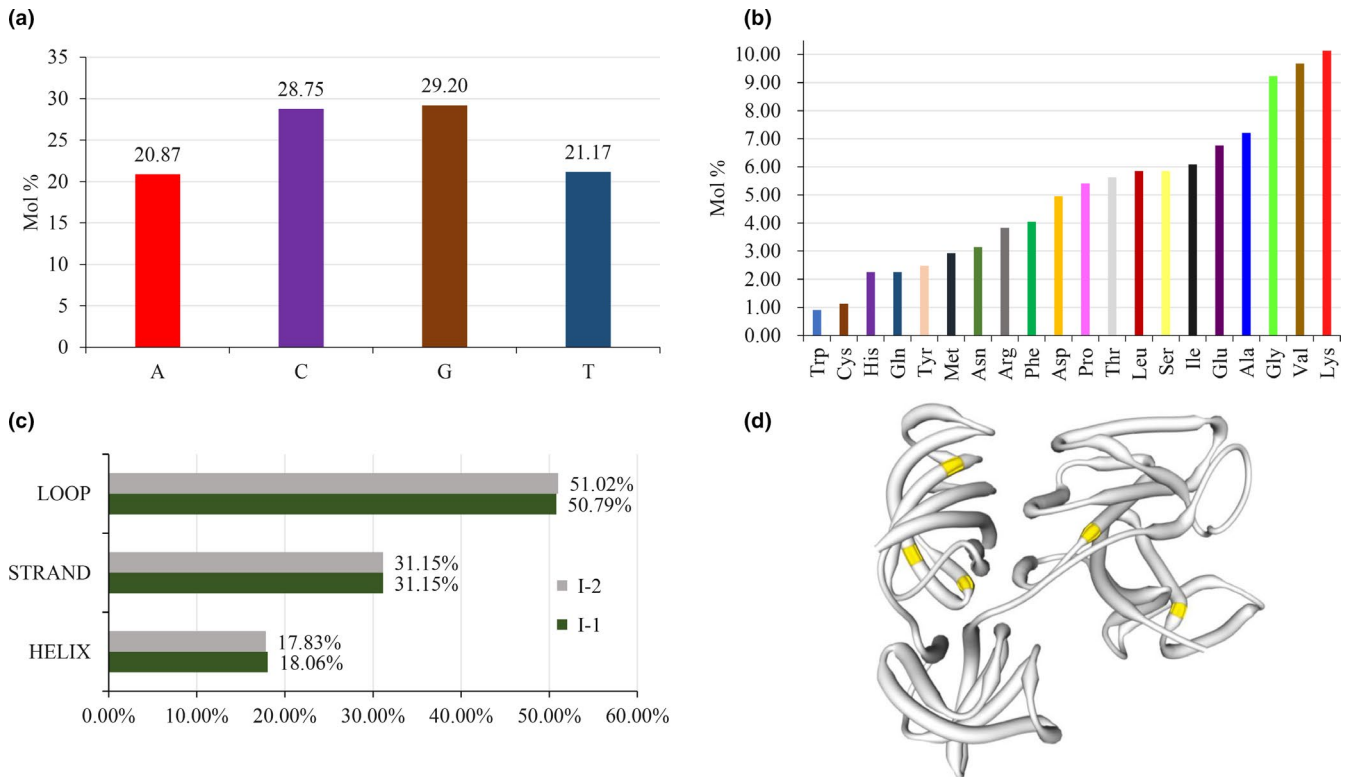 (a)
35
30
25
20
15
10
5
0
Mol %
20.87
28.75
29.20
21.17
A C G T
(b)
10.00
9.00
8.00
7.00
6.00
5.00
4.00
3.00
2.00
1.00
0.00
Mol %
Trp Cys His Gln Tyr Met Asn Arg Phe Asp Pro Thr Leu Ser Ile Glu Ala Gly Val Lys
(c)
LOOP
51.02%
50.79%
STRAND
31.15%
31.15%
HELIX
17.83%
18.06%
I-2
I-1
0.00% 10.00% 20.00% 30.00% 40.00% 50.00% 60.00%
(d)